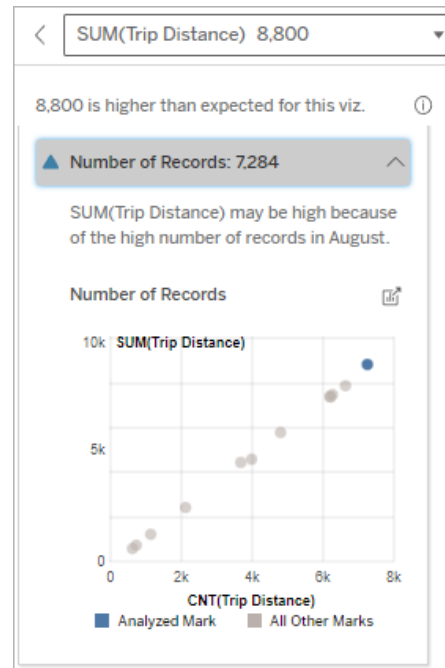 SUM(Trip Distance) 8,800
8,800 is higher than expected for this viz.
Number of Records: 7,284
SUM(Trip Distance) may be high because
of the high number of records in August.
Number of Records
10k SUM(Trip Distance)
5k
0
0 2k 4k 6k 8k
CNT(Trip Distance)
Analyzed Mark All Other Marks